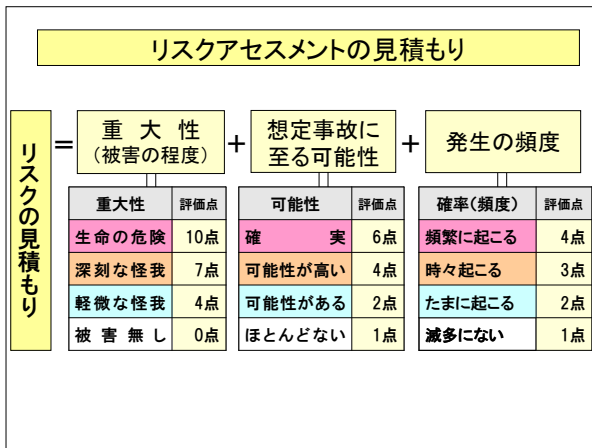 リスクアセスメントの見積もり
リスクの見積もり
=
重 大 性
(被害の程度)
+
想定事故に
至る可能性
+
発生の頻度
重大性 評価点
生命の危険 10点
深刻な怪我 7点
軽微な怪我 4点
被 害 無 し 0点
可能性 評価点
確 実 6点
可能性が高い 4点
可能性がある 2点
ほとんどない 1点
確率(頻度) 評価点
頻繁に起こる 4点
時々起こる 3点
たまに起こる 2点
滅多にない 1点